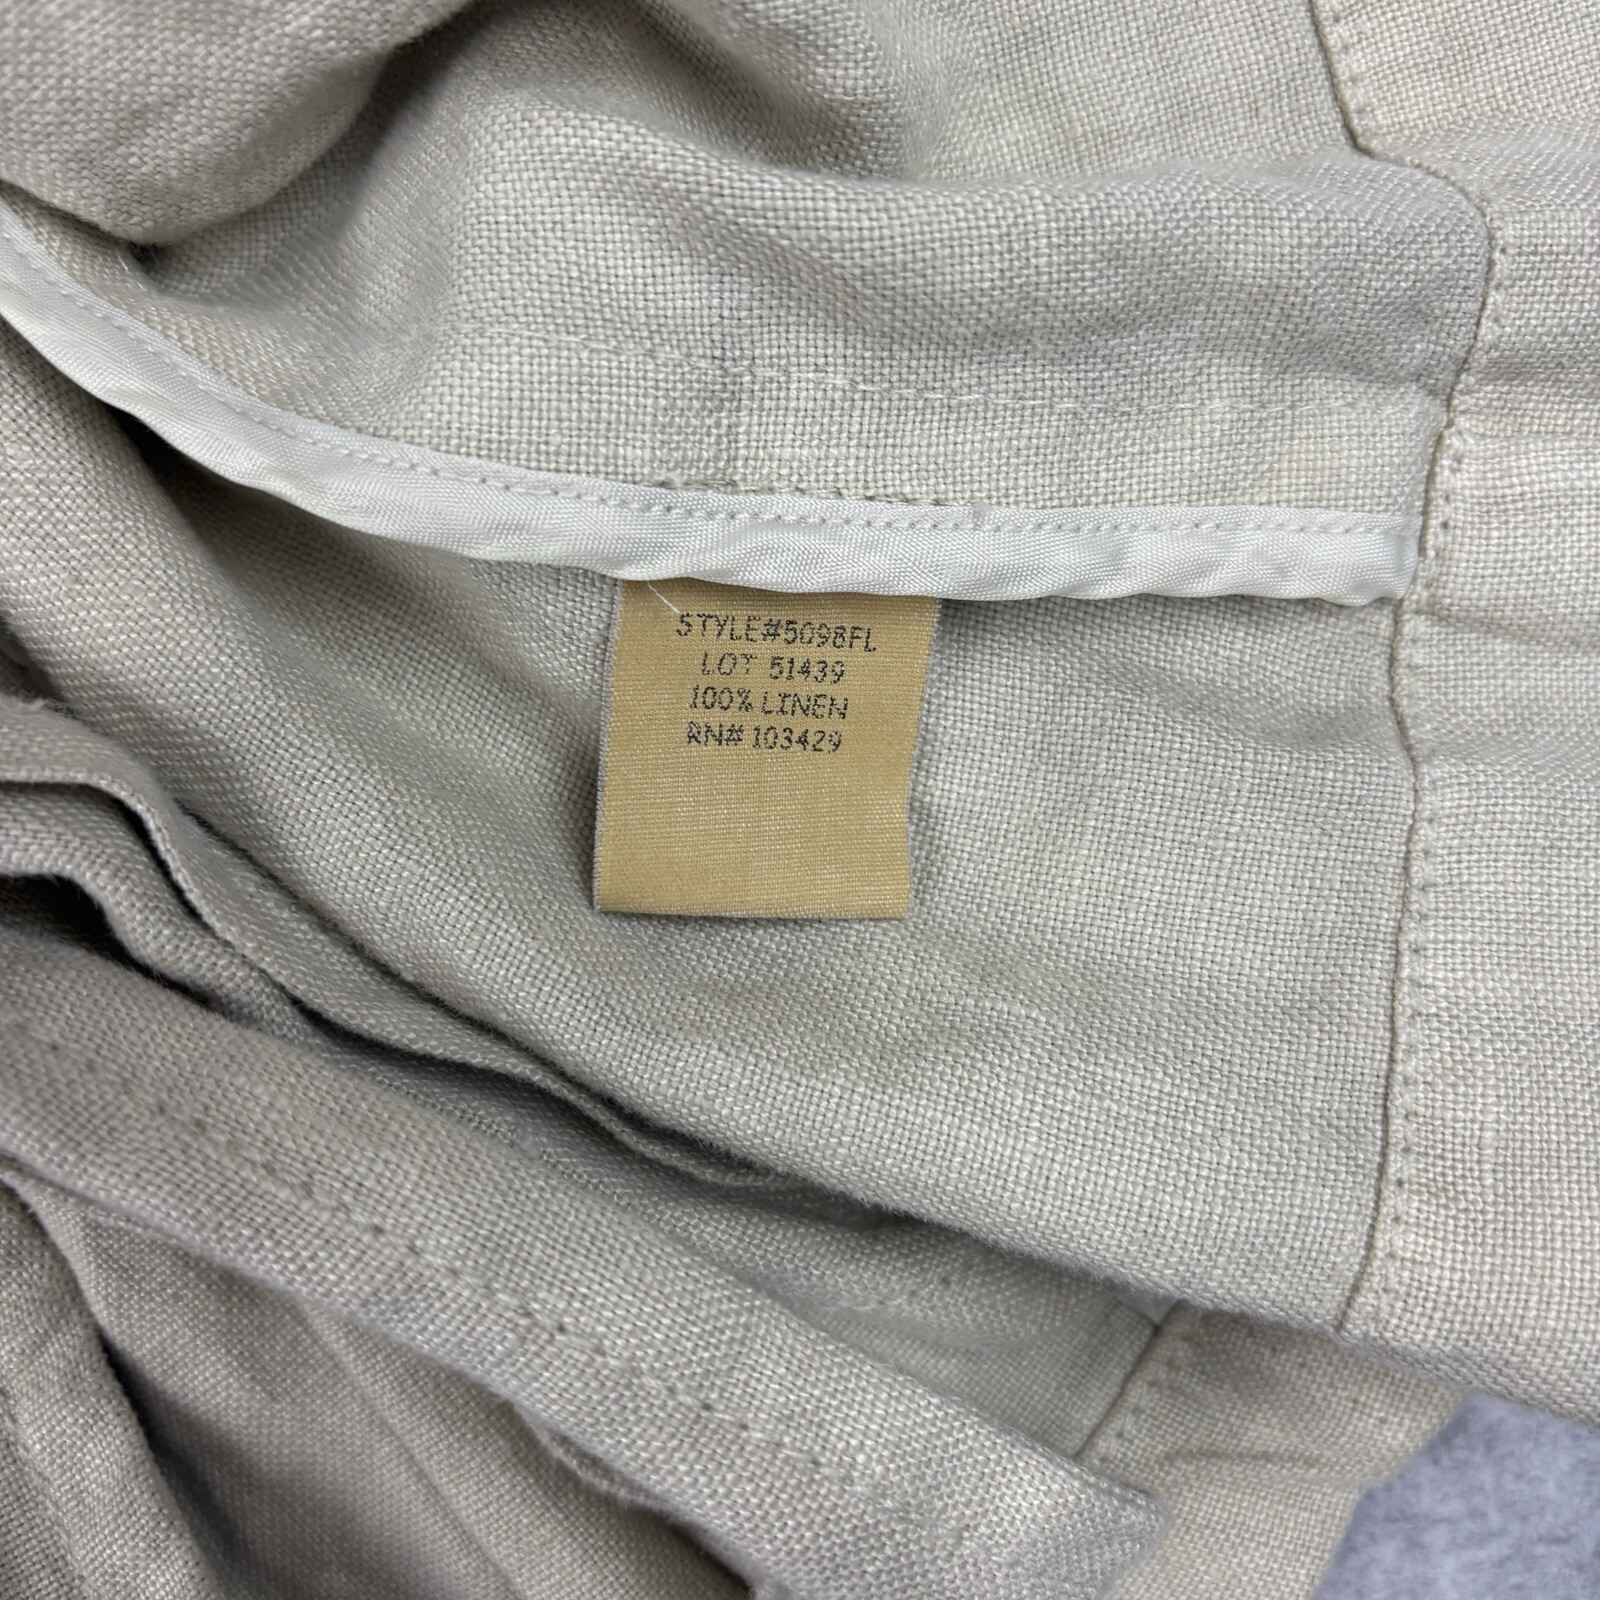 STYLE#5098FL
LOT 51439
100% LINEN
RN# 103429